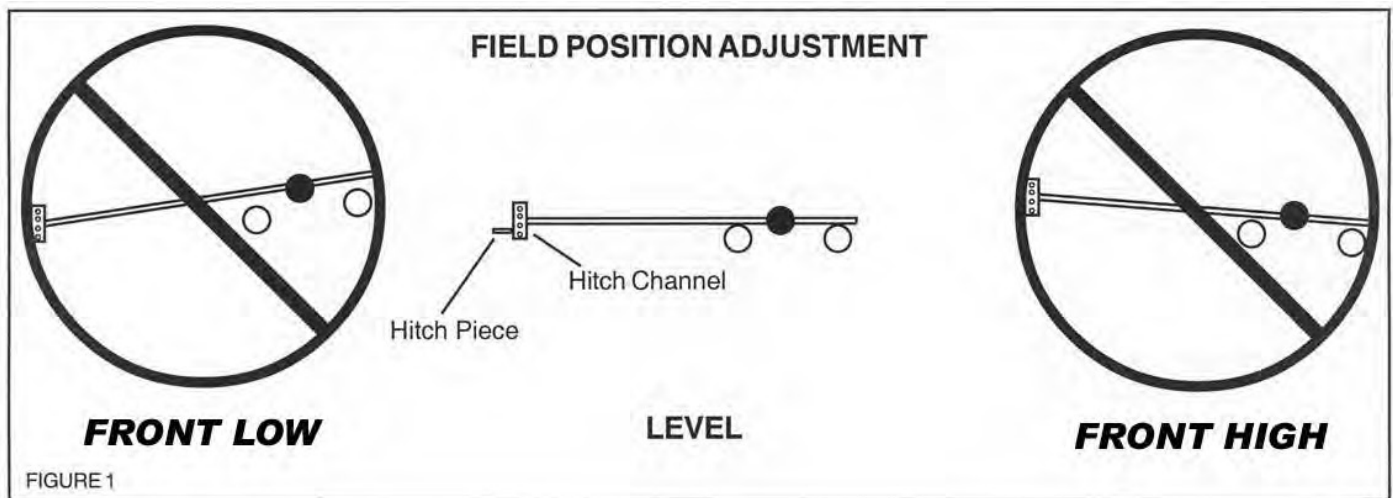 FIELD POSITION ADJUSTMENT
Hitch Channel
Hitch Piece
FRONT LOW
LEVEL
FRONT HIGH
FIGURE 1